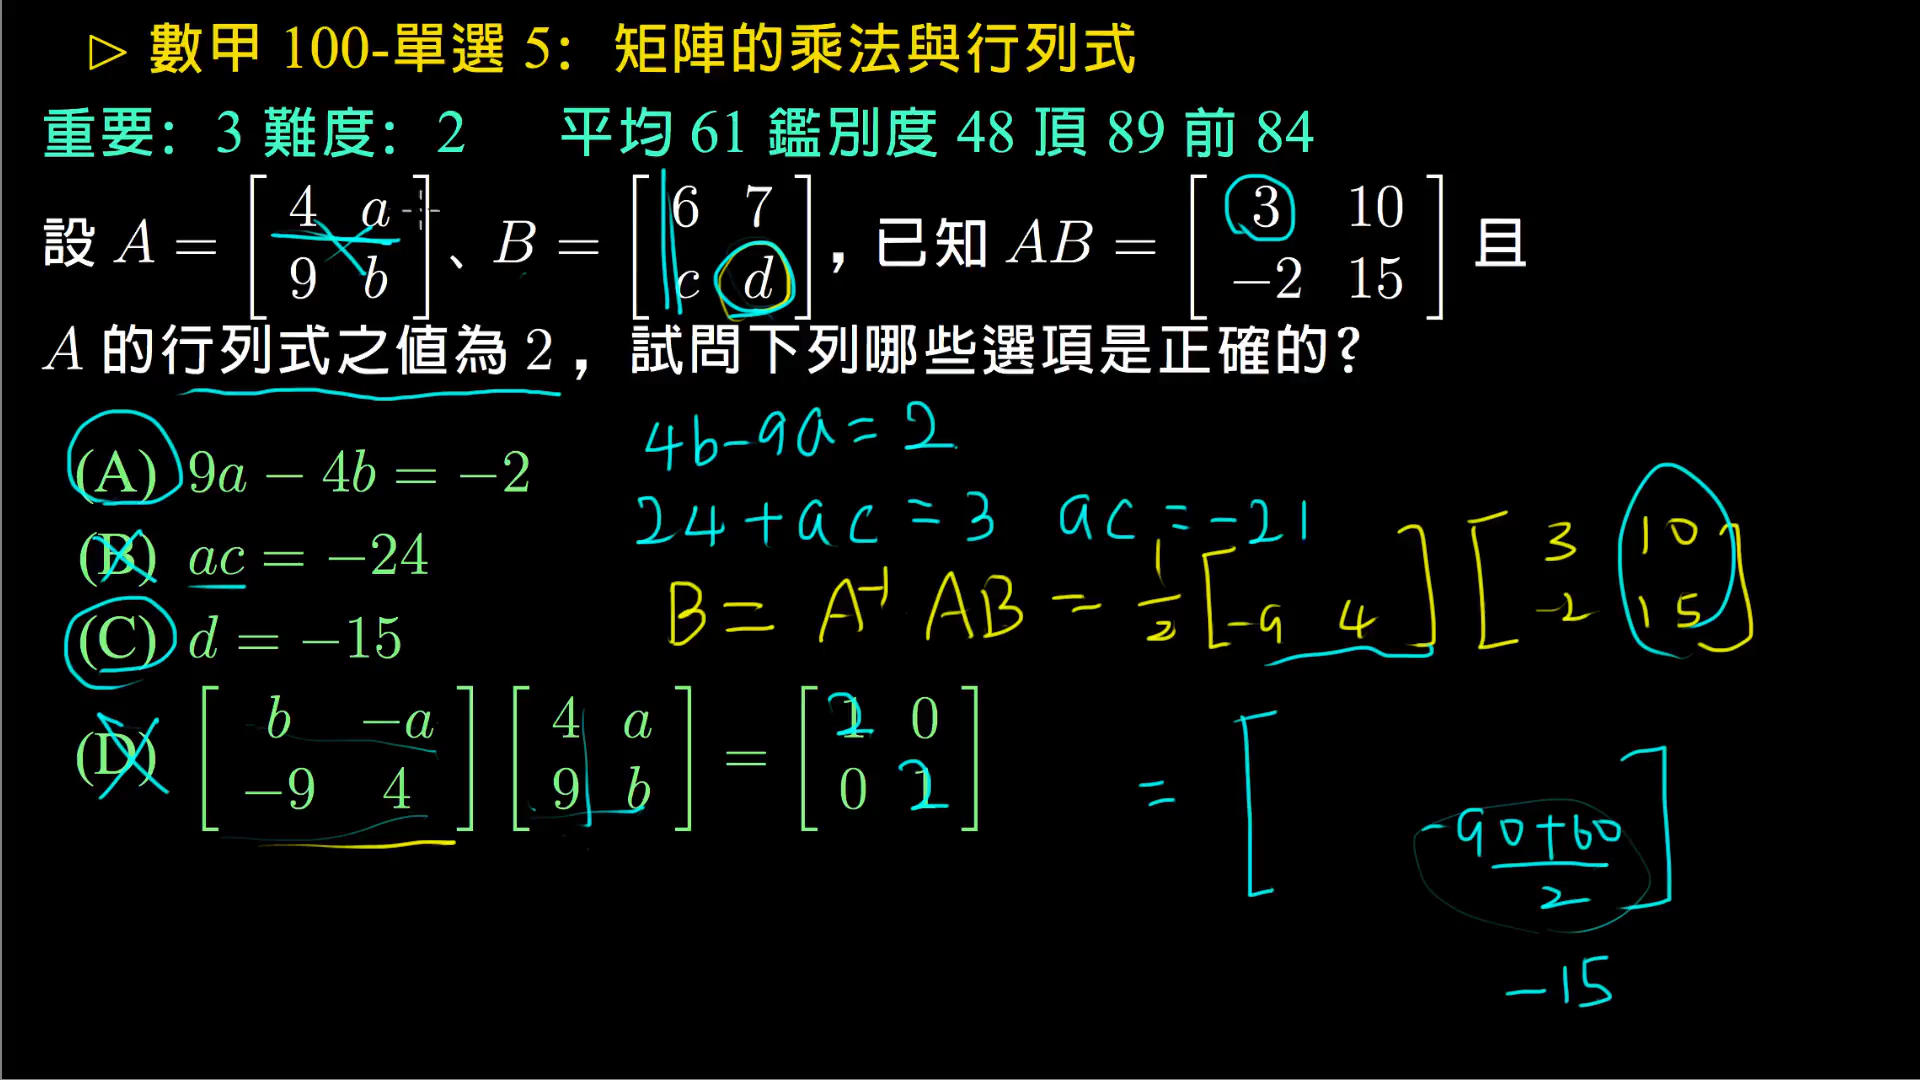 ▷ 數甲 100-單選 5：矩陣的乘法與行列式
重要：3 難度：2 平均 61 鑑別度 48 頂 89 前 84
設 A = [4 a; 9 b]、B = [6 7; c d]，已知 AB = [3 10; −2 15] 且
A 的行列式之值為 2，試問下列哪些選項是正確的？
4b-9a=2
(A) 9a − 4b = −2
24+ac=3 ac=-21
(B) ac = −24
B = A⁻¹ AB = 1/2 [ -9 4] [3 10; -2 15]
(C) d = −15
(D) [b −a; −9 4] [4 a; 9 b] = [1 0; 0 1]
2
2
= [ (-90+60)/2 ]
-15